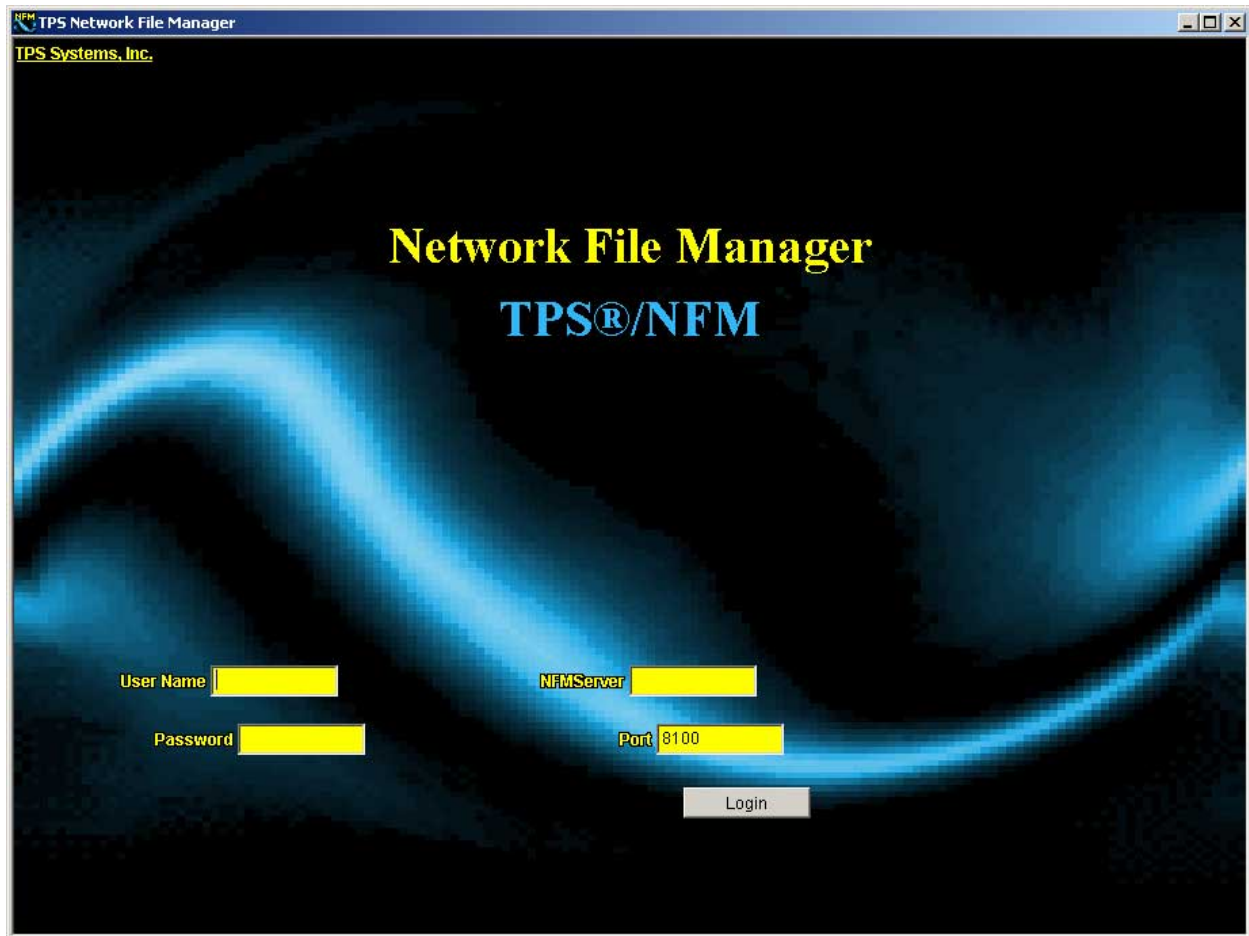 NFM TPS Network File Manager
TPS Systems, Inc.
Network File Manager
TPS®/NFM
User Name
NFMServer
Password
Port 8100
Login